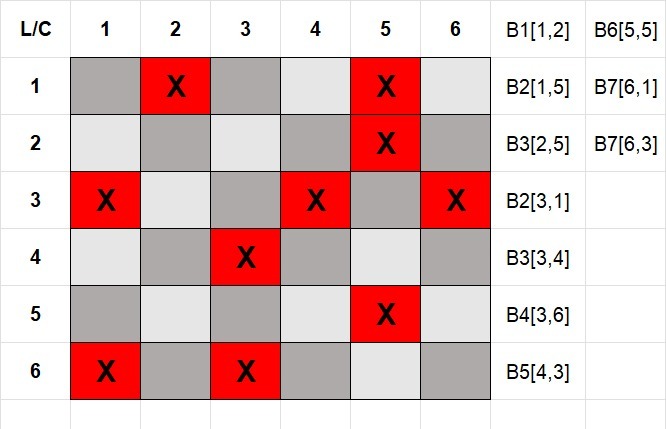 L/C 1 2 3 4 5 6 B1[1,2] B6[5,5]
1 X X B2[1,5] B7[6,1]
2 X B3[2,5] B7[6,3]
3 X X X B2[3,1]
4 X B3[3,4]
5 X B4[3,6]
6 X X B5[4,3]